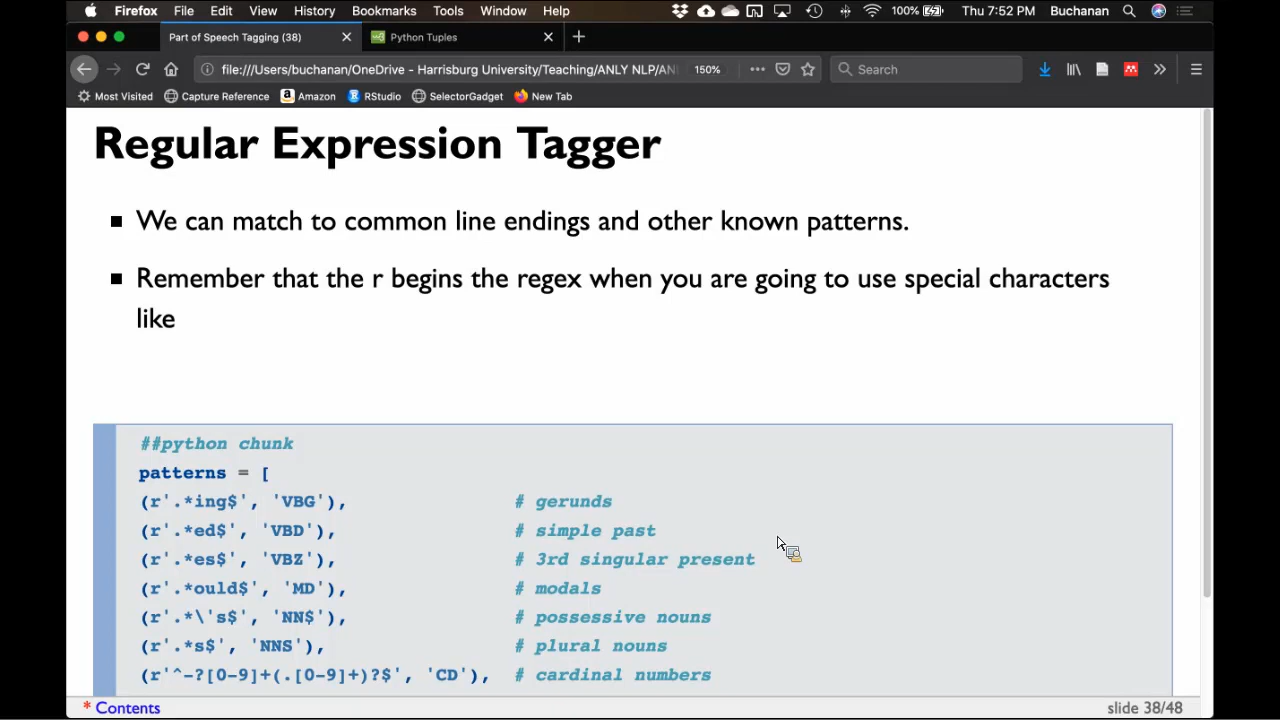 Firefox File Edit View History Bookmarks Tools Window Help 100% Thu 7:52 PM Buchanan
Part of Speech Tagging (38) Python Tuples
file:///Users/buchanan/OneDrive - Harrisburg University/Teaching/ANLY NLP/AN 150% Search
Most Visited Capture Reference Amazon RStudio SelectorGadget New Tab
Regular Expression Tagger
We can match to common line endings and other known patterns.
Remember that the r begins the regex when you are going to use special characters
like
##python chunk
patterns = [
(r'.*ing$', 'VBG'), # gerunds
(r'.*ed$', 'VBD'), # simple past
(r'.*es$', 'VBZ'), # 3rd singular present
(r'.*ould$', 'MD'), # modals
(r'.*\'s$', 'NN$'), # possessive nouns
(r'.*s$', 'NNS'), # plural nouns
(r'^-?[0-9]+(.[0-9]+)?$', 'CD'), # cardinal numbers
* Contents slide 38/48